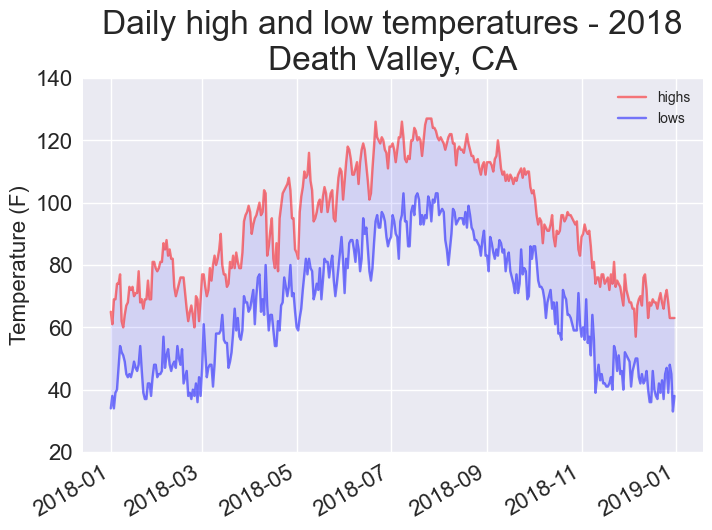 Daily high and low temperatures - 2018
Death Valley, CA
highs
lows
Temperature (F)
140
120
100
80
60
40
20
2018-01
2018-03
2018-05
2018-07
2018-09
2018-11
2019-01